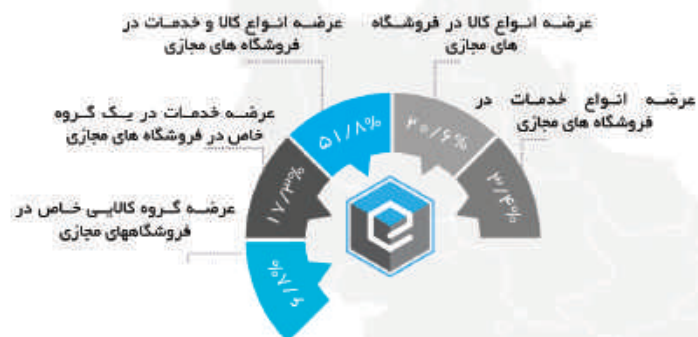 عرضه انواع کالا در فروشگاه
های مجازی
عرضه انواع کالا و خدمات در
فروشگاه های مجازی
عرضه انواع خدمات در
فروشگاه های مجازی
عرضه خدمات در یک گروه
خاص در فروشگاه های مجازی
عرضه گروه کالایی خاص در
فروشگاههای مجازی
۵۱/۸%
۲۰/۶%
۳/۴%
۱۷/۳%
۶/۸%